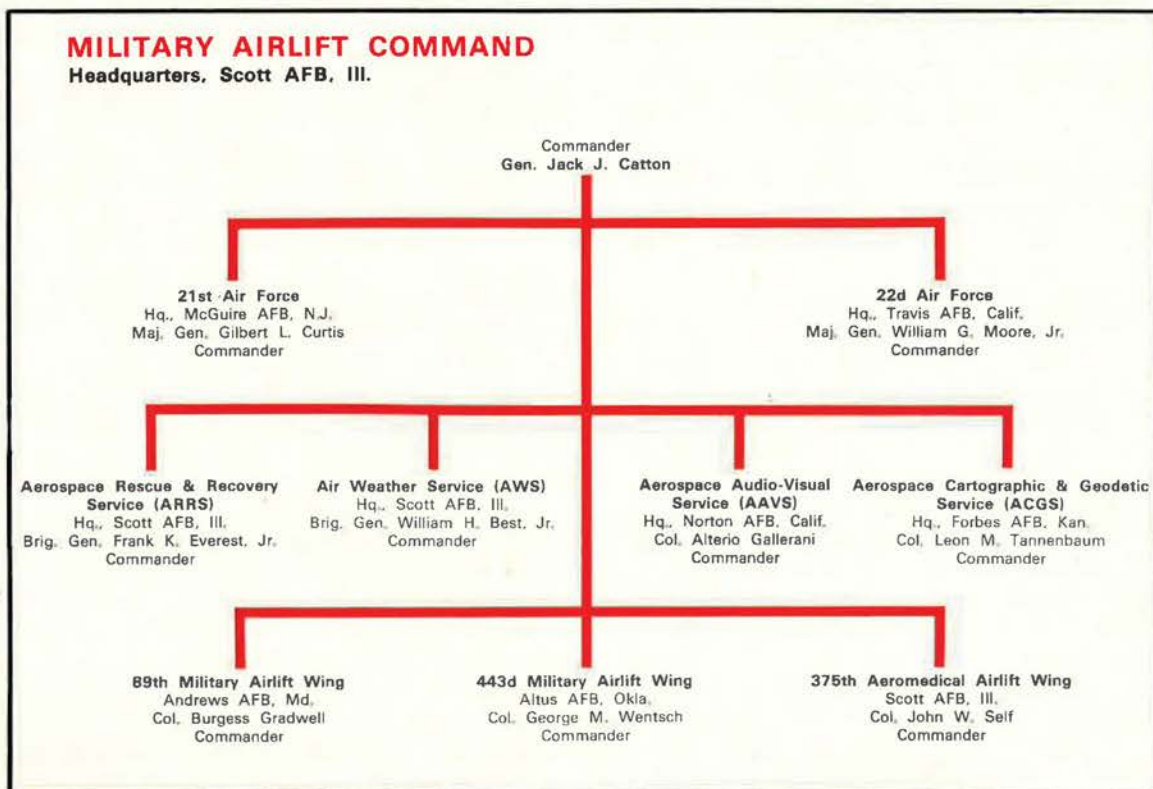 MILITARY AIRLIFT COMMAND
Headquarters, Scott AFB, Ill.
Commander
Gen. Jack J. Catton
21st Air Force
Hq., McGuire AFB, N.J.
Maj. Gen. Gilbert L. Curtis
Commander
22d Air Force
Hq., Travis AFB, Calif.
Maj. Gen. William G. Moore, Jr.
Commander
Aerospace Rescue & Recovery
Service (ARRS)
Hq., Scott AFB, Ill.
Brig. Gen. Frank K. Everest, Jr.
Commander
Air Weather Service (AWS)
Hq., Scott AFB, Ill.
Brig. Gen. William H. Best, Jr.
Commander
Aerospace Audio-Visual
Service (AAVS)
Hq., Norton AFB, Calif.
Col. Alterio Gallerani
Commander
Aerospace Cartographic & Geodetic
Service (ACGS)
Hq., Forbes AFB, Kan.
Col. Leon M. Tannenbaum
Commander
89th Military Airlift Wing
Andrews AFB, Md.
Col. Burgess Gradwell
Commander
443d Military Airlift Wing
Altus AFB, Okla.
Col. George M. Wentsch
Commander
375th Aeromedical Airlift Wing
Scott AFB, Ill.
Col. John W. Self
Commander